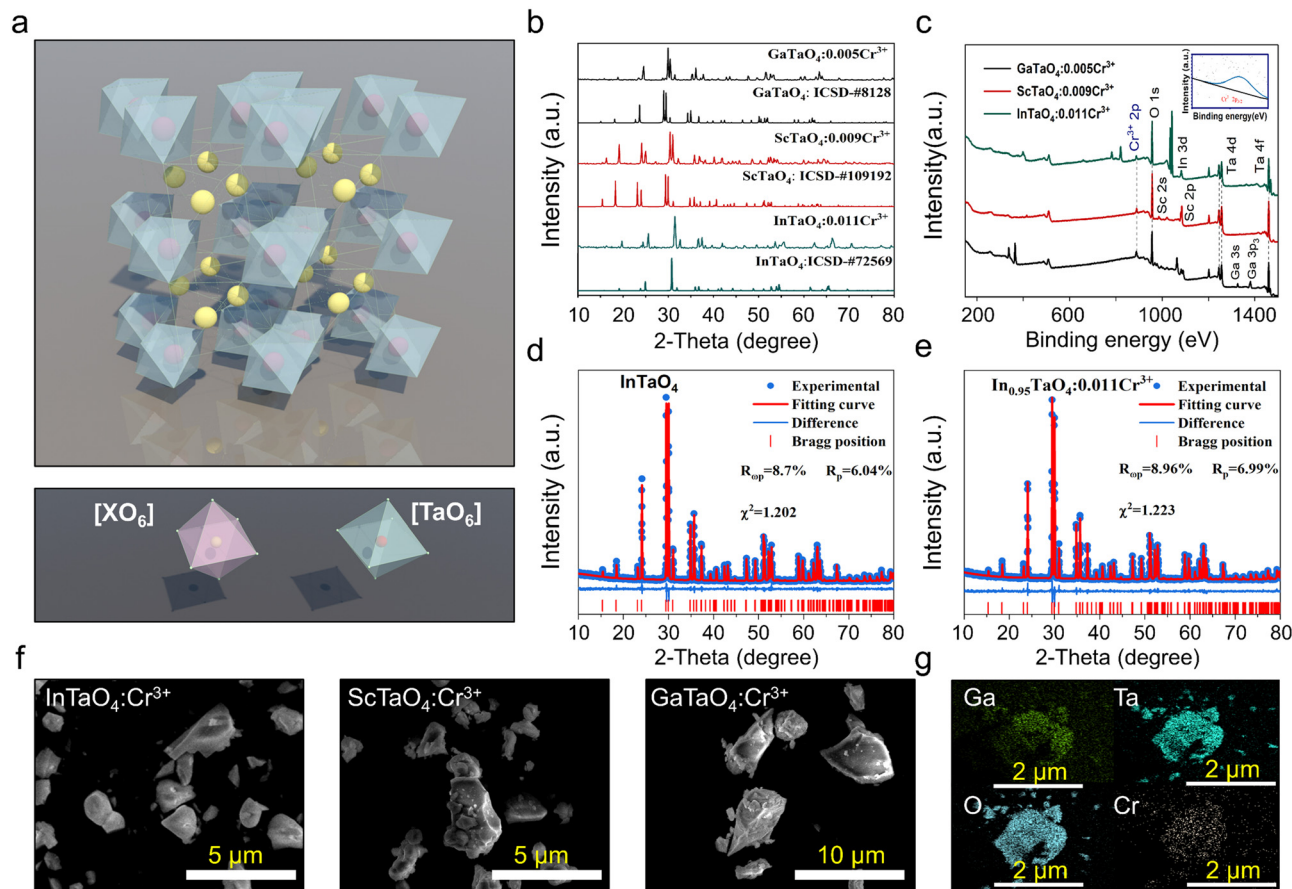 a
[XO₆]
[TaO₆]
b
Intensity (a.u.)
GaTaO₄:0.005Cr³⁺
GaTaO₄: ICSD-#8128
ScTaO₄:0.009Cr³⁺
ScTaO₄: ICSD-#109192
InTaO₄:0.011Cr³⁺
InTaO₄:ICSD-#72569
10 20 30 40 50 60 70 80
2-Theta (degree)
c
Intensity(a.u.)
GaTaO₄:0.005Cr³⁺
ScTaO₄:0.009Cr³⁺
InTaO₄:0.011Cr³⁺
Intensity (a.u.)
Binding energy(eV)
Cr³⁺ 2p
O 1s
Sc 2s
In 3d
Sc 2p
Ta 4d
Ta 4f
Ga 3s
Ga 3p₃
200 600 1000 1400
Binding energy (eV)
d
Intensity (a.u.)
InTaO₄
Experimental
Fitting curve
Difference
Bragg position
Rωp=8.7% Rp=6.04%
χ²=1.202
10 20 30 40 50 60 70 80
2-Theta (degree)
e
Intensity (a.u.)
In₀.₉₅TaO₄:0.011Cr³⁺
Experimental
Fitting curve
Difference
Bragg position
Rωp=8.96% Rp=6.99%
χ²=1.223
10 20 30 40 50 60 70 80
2-Theta (degree)
f
InTaO₄:Cr³⁺
5 μm
ScTaO₄:Cr³⁺
5 μm
GaTaO₄:Cr³⁺
10 μm
g
Ga
2 μm
Ta
2 μm
O
2 μm
Cr
2 μm